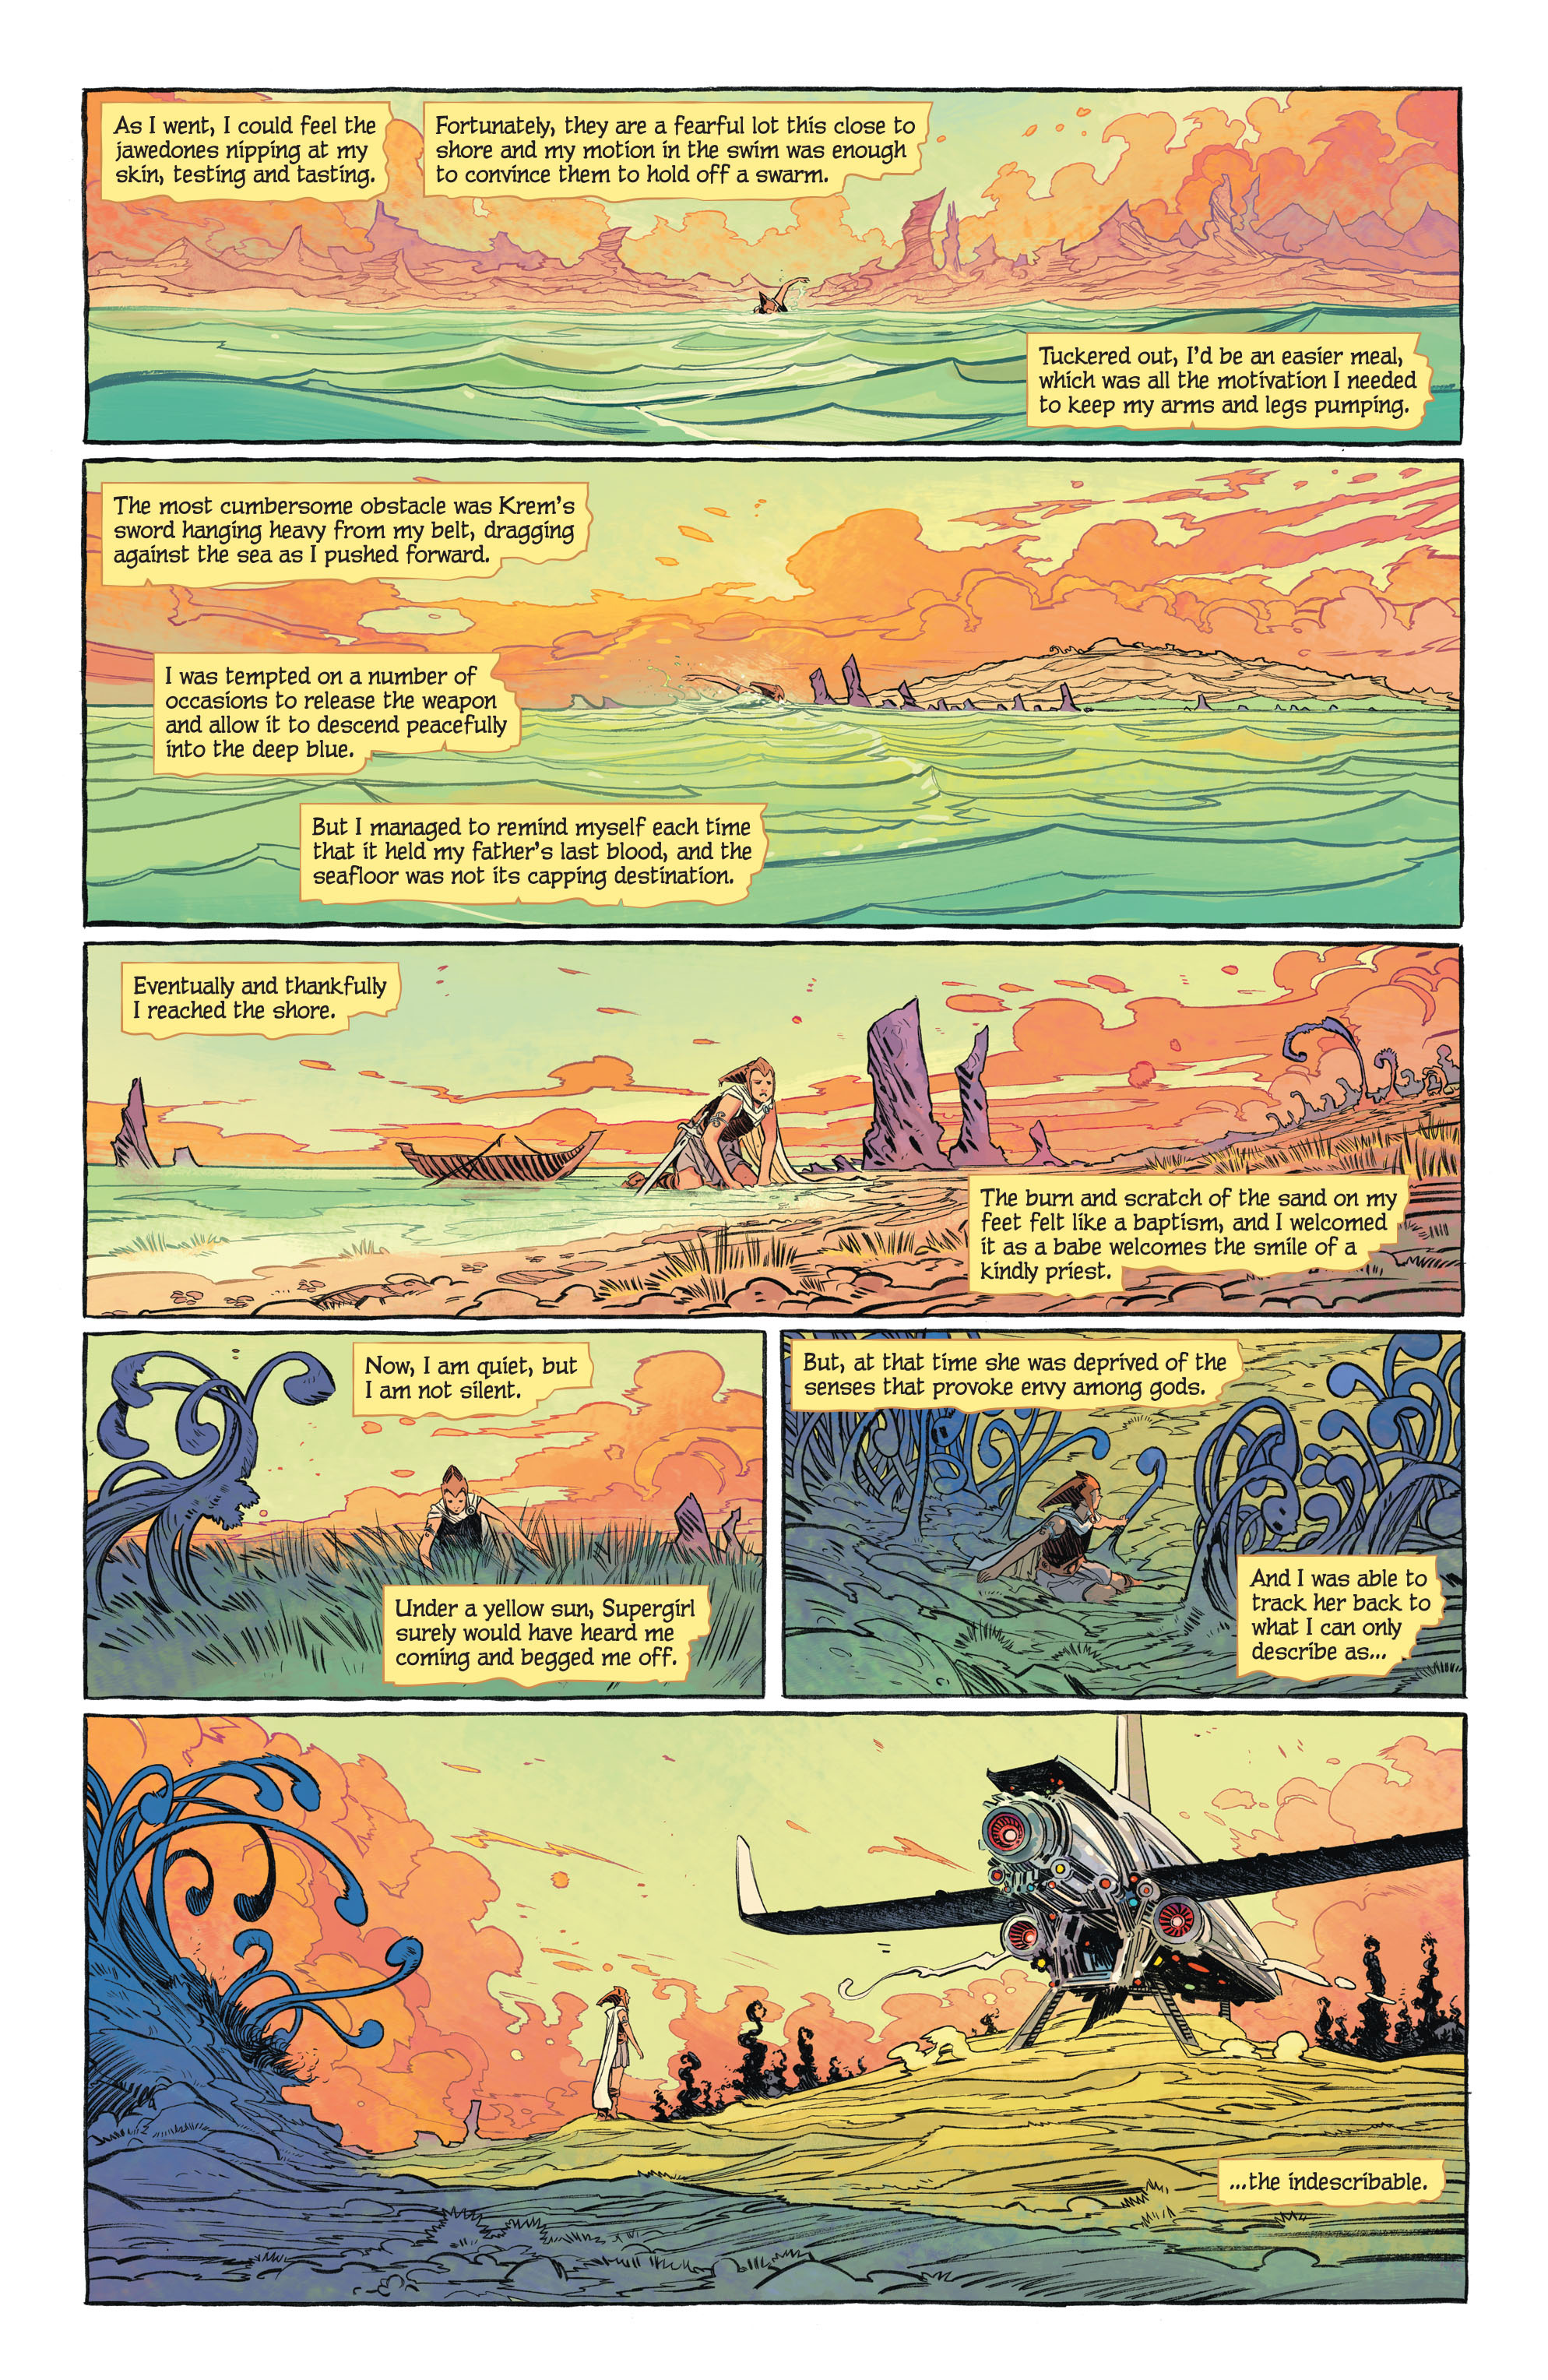 As I went, I could feel the
jawedones nipping at my
skin, testing and tasting.
Fortunately, they are a fearful lot this close to
shore and my motion in the swim was enough
to convince them to hold off a swarm.
Tuckered out, I'd be an easier meal,
which was all the motivation I needed
to keep my arms and legs pumping.
The most cumbersome obstacle was Krem's
sword hanging heavy from my belt, dragging
against the sea as I pushed forward.
I was tempted on a number of
occasions to release the weapon
and allow it to descend peacefully
into the deep blue.
But I managed to remind myself each time
that it held my father's last blood, and the
seafloor was not its capping destination.
Eventually and thankfully
I reached the shore.
The burn and scratch of the sand on my
feet felt like a baptism, and I welcomed
it as a babe welcomes the smile of a
kindly priest.
Now, I am quiet, but
I am not silent.
Under a yellow sun, Supergirl
surely would have heard me
coming and begged me off.
But, at that time she was deprived of the
senses that provoke envy among gods.
And I was able to
track her back to
what I can only
describe as...
...the indescribable.